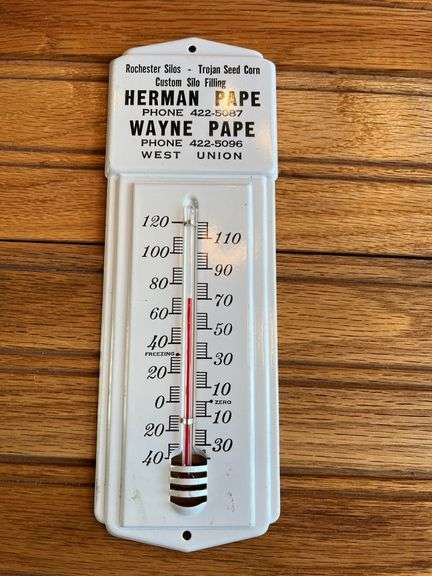 Rochester Silos - Trojan Seed Corn
Custom Silo Filling
HERMAN PAPE
PHONE 422-5087
WAYNE PAPE
PHONE 422-5096
WEST UNION
120
110
100
90
80
70
60
50
40
FREEZING
30
20
10
0
ZERO
10
20
30
40